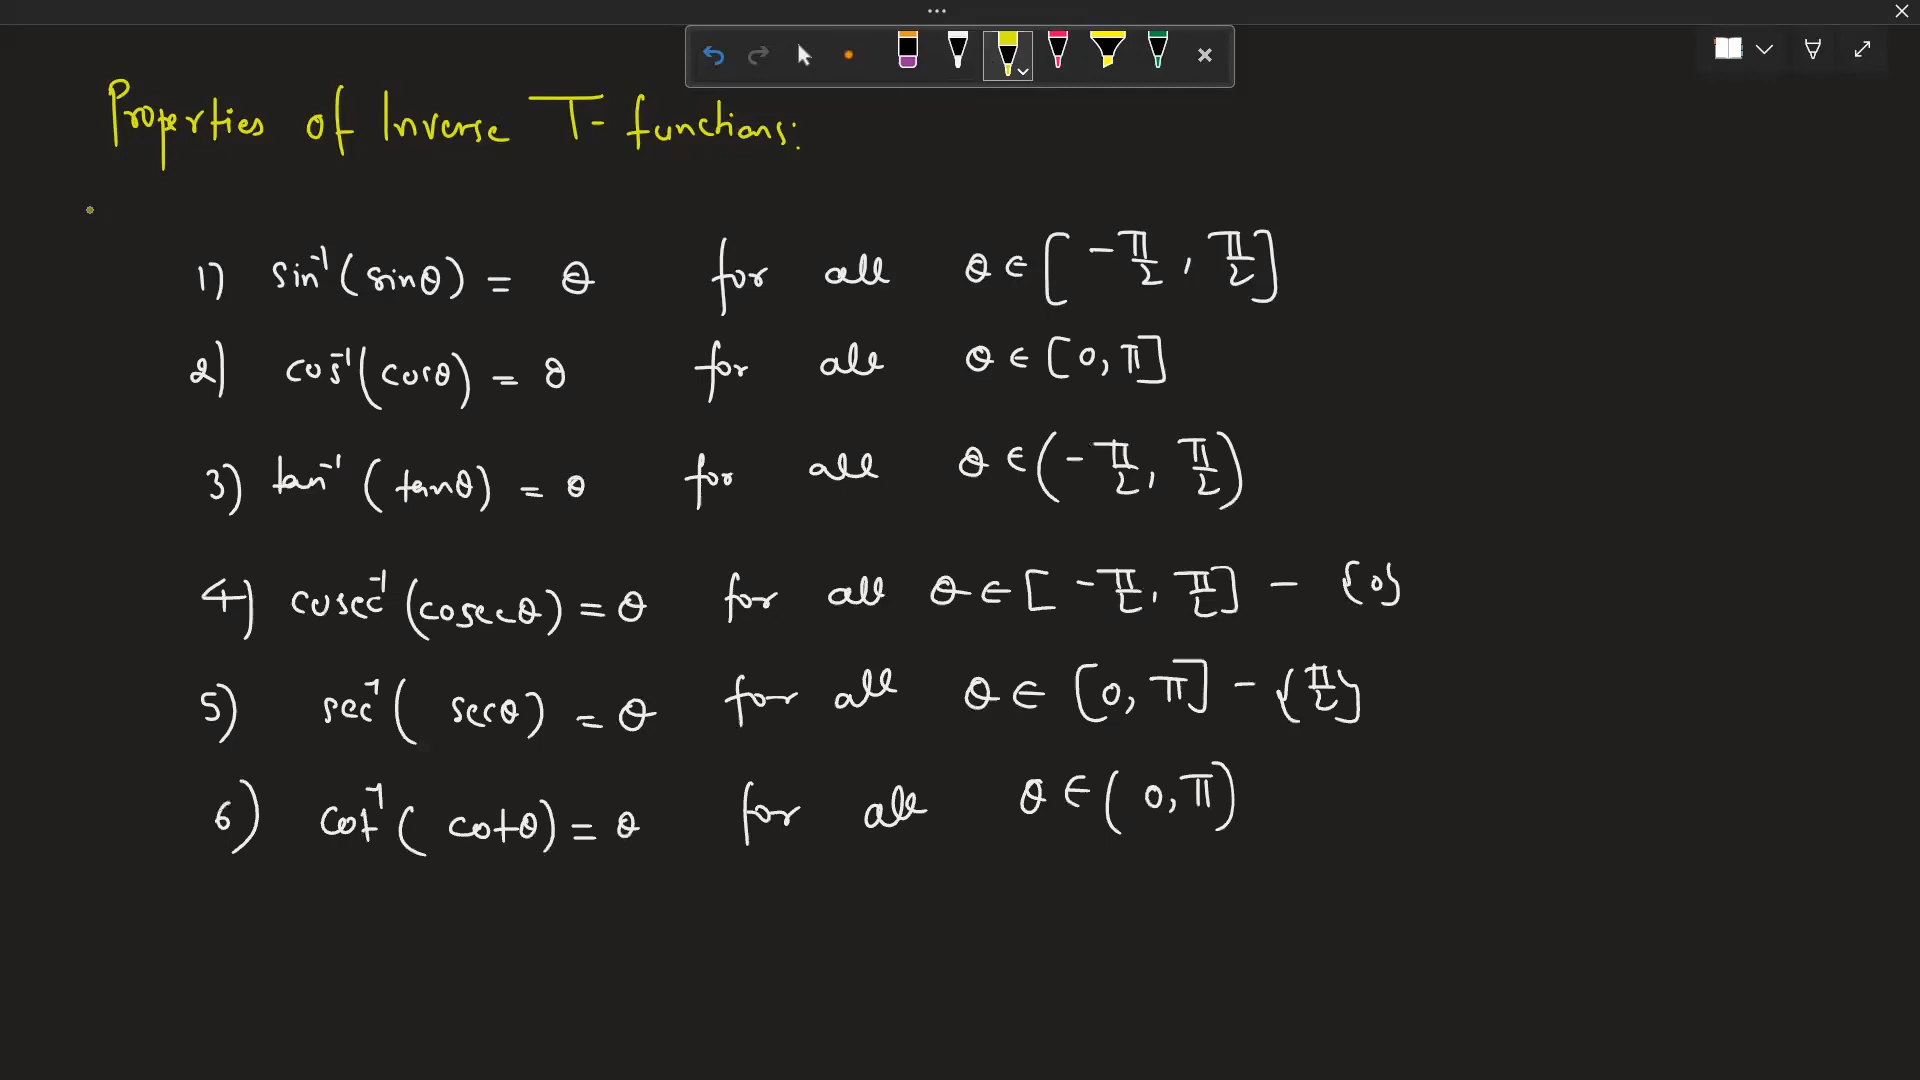 Properties of Inverse T- functions:
1) sin⁻¹(sinθ) = θ for all θ ∈ [-π/2, π/2]
2) cos⁻¹(cosθ) = θ for all θ ∈ [0, π]
3) tan⁻¹(tanθ) = θ for all θ ∈ (-π/2, π/2)
4) cosec⁻¹(cosecθ) = θ for all θ ∈ [-π/2, π/2] - {0}
5) sec⁻¹(secθ) = θ for all θ ∈ [0, π] - {π/2}
6) cot⁻¹(cotθ) = θ for all θ ∈ (0, π)